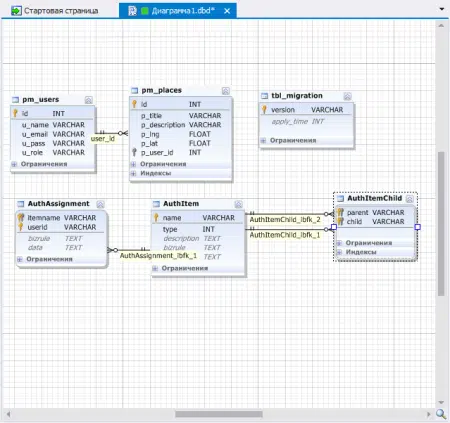 Стартовая страница
Диаграмма1.dbd*
pm_users
id INT
u_name VARCHAR
u_email VARCHAR
u_pass VARCHAR
u_role VARCHAR
Ограничения
user_id
pm_places
id INT
p_title VARCHAR
p_description VARCHAR
p_lng FLOAT
p_lat FLOAT
p_user_id INT
Ограничения
Индексы
tbl_migration
version VARCHAR
apply_time INT
Ограничения
AuthAssignment
itemname VARCHAR
userid VARCHAR
bizrule TEXT
data TEXT
Ограничения
AuthAssignment_ibfk_1
AuthItem
name VARCHAR
type INT
description TEXT
bizrule TEXT
data TEXT
Ограничения
AuthItemChild_ibfk_2
AuthItemChild_ibfk_1
AuthItemChild
parent VARCHAR
child VARCHAR
Ограничения
Индексы